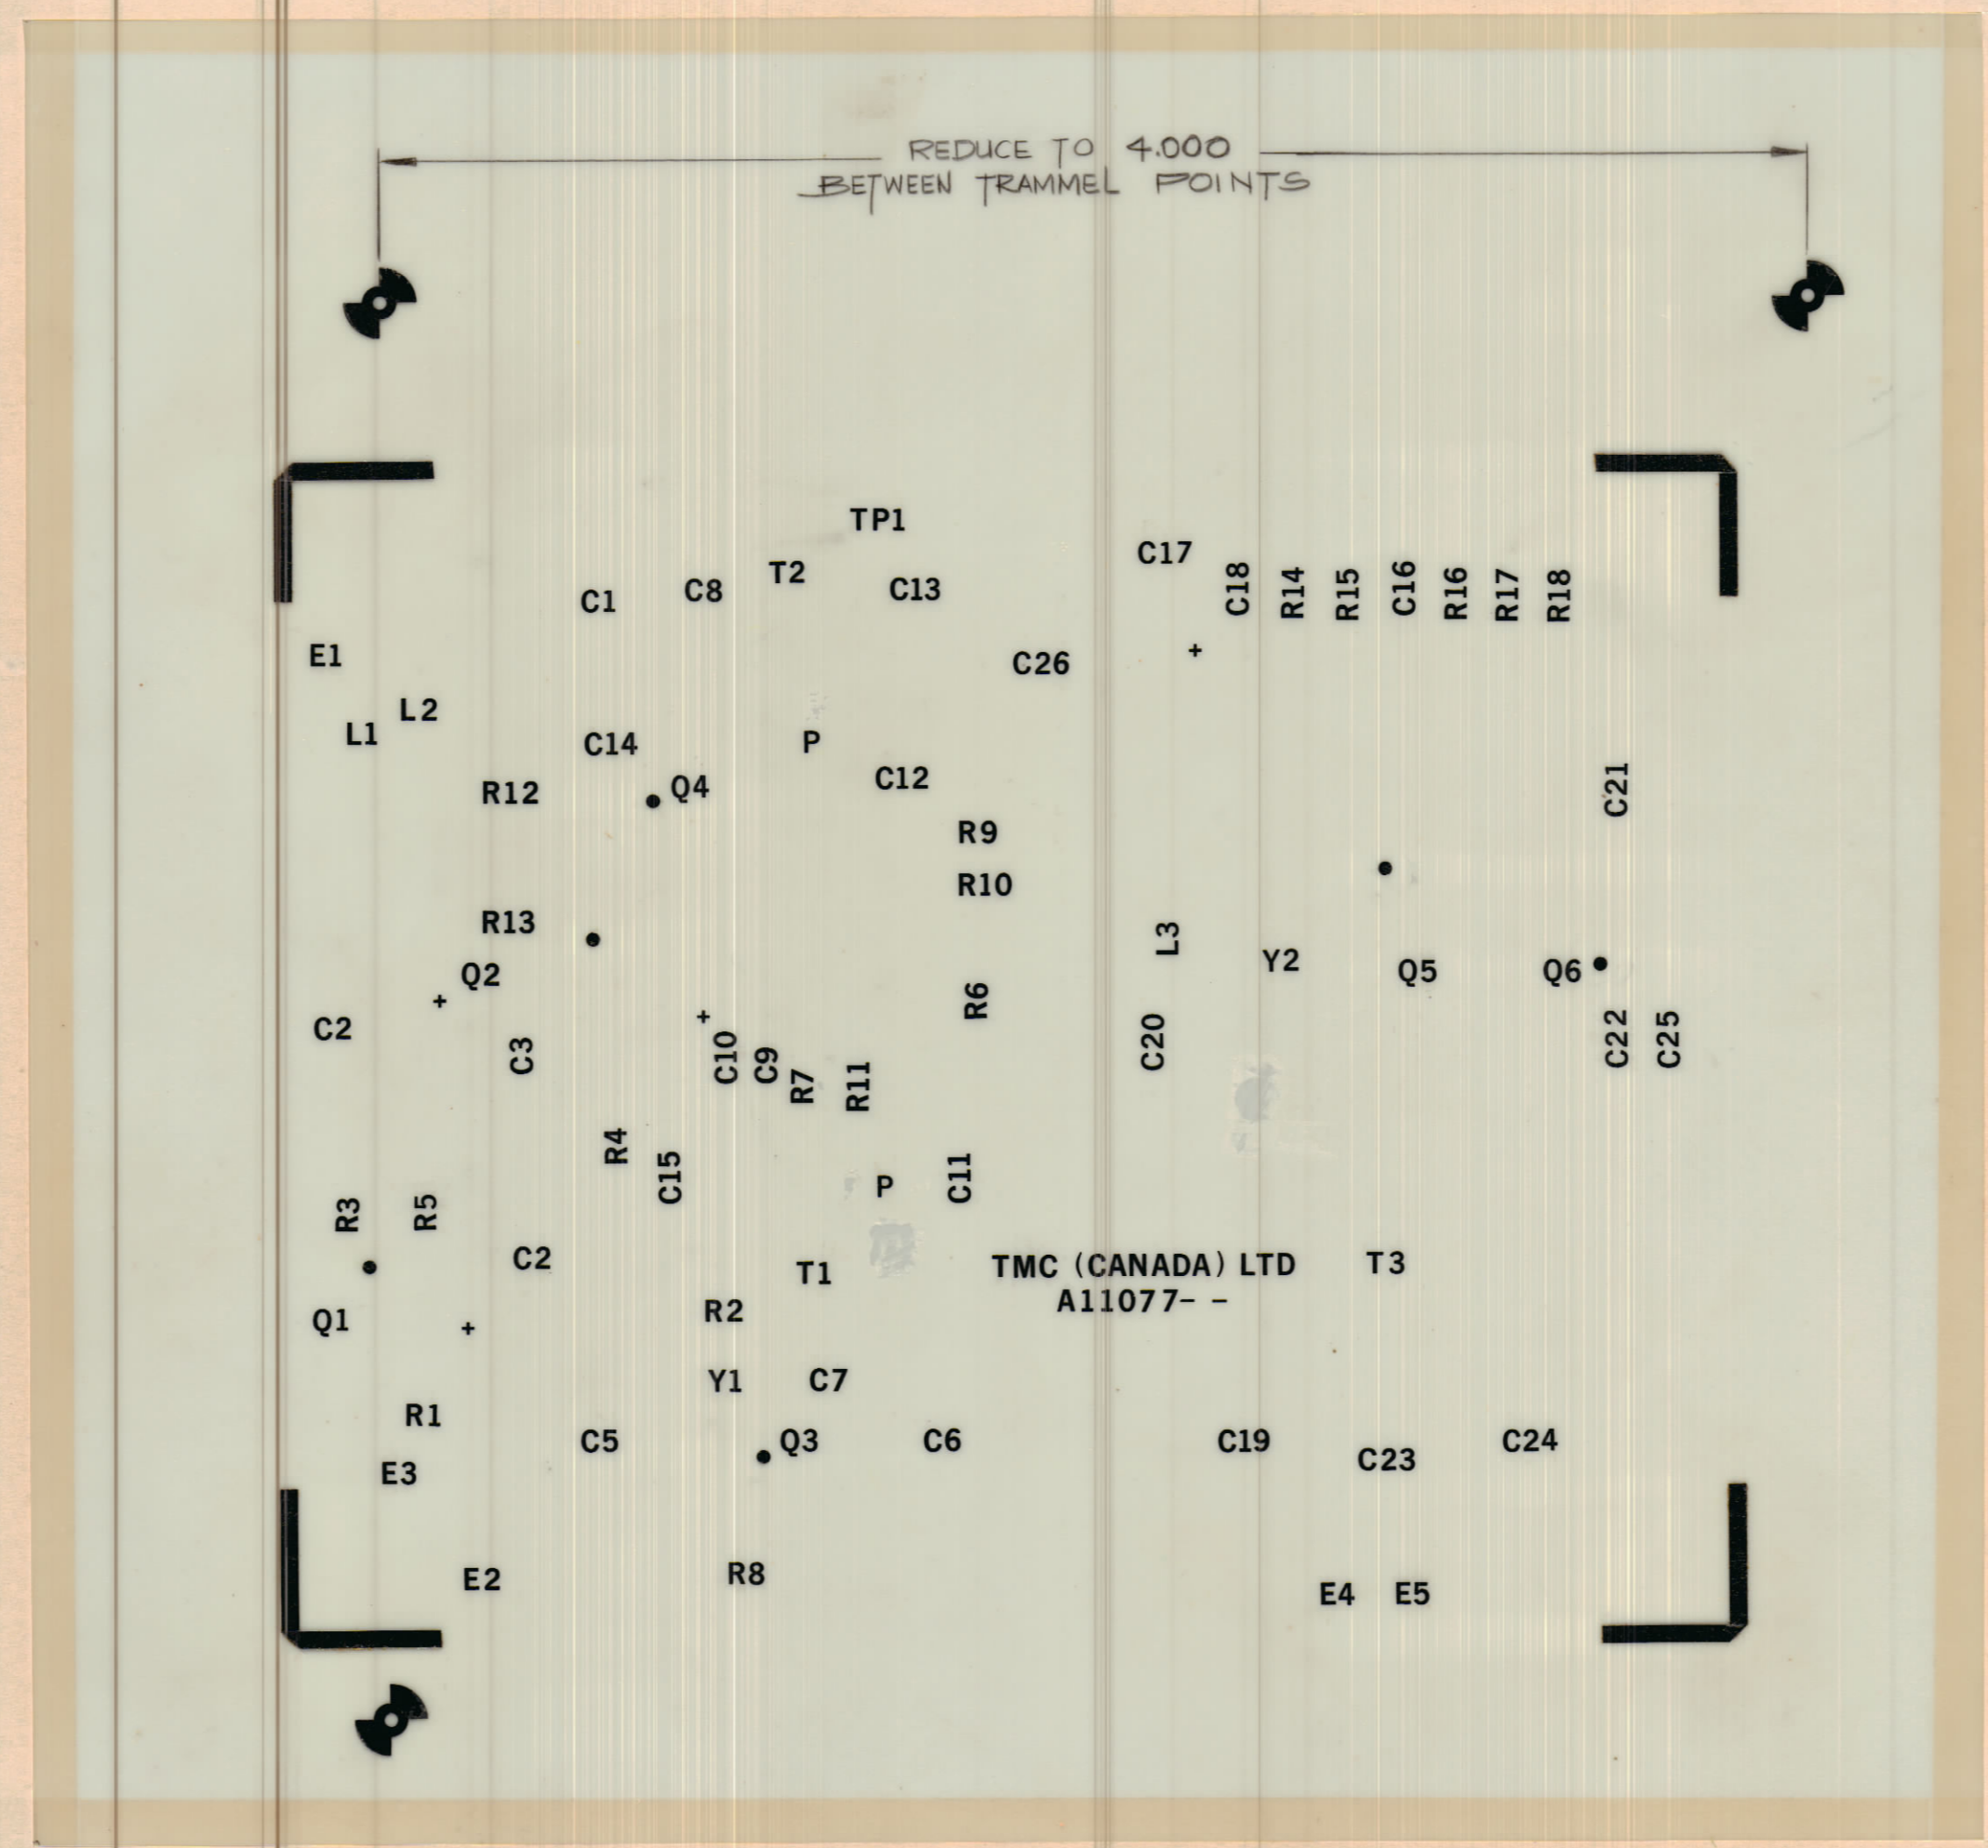 REDUCE TO 4.000
BETWEEN TRAMMEL POINTS
TP1
C17
T2
C1
C8
C13
C18
R14
R15
C16
R16
R17
R18
E1
C26
+
L2
L1
C14
P
C12
R12
Q4
C21
R9
R10
R13
L3
Y2
Q5
Q6
Q2
+
R6
C2
+
C3
C10
C9
R7
R11
C20
C22
C25
R4
C15
P
C11
R3
R5
C2
T1
TMC (CANADA) LTD
T3
A11077- -
R2
Q1
+
Y1
C7
R1
C5
Q3
C6
C19
C23
C24
E3
E2
R8
E4
E5